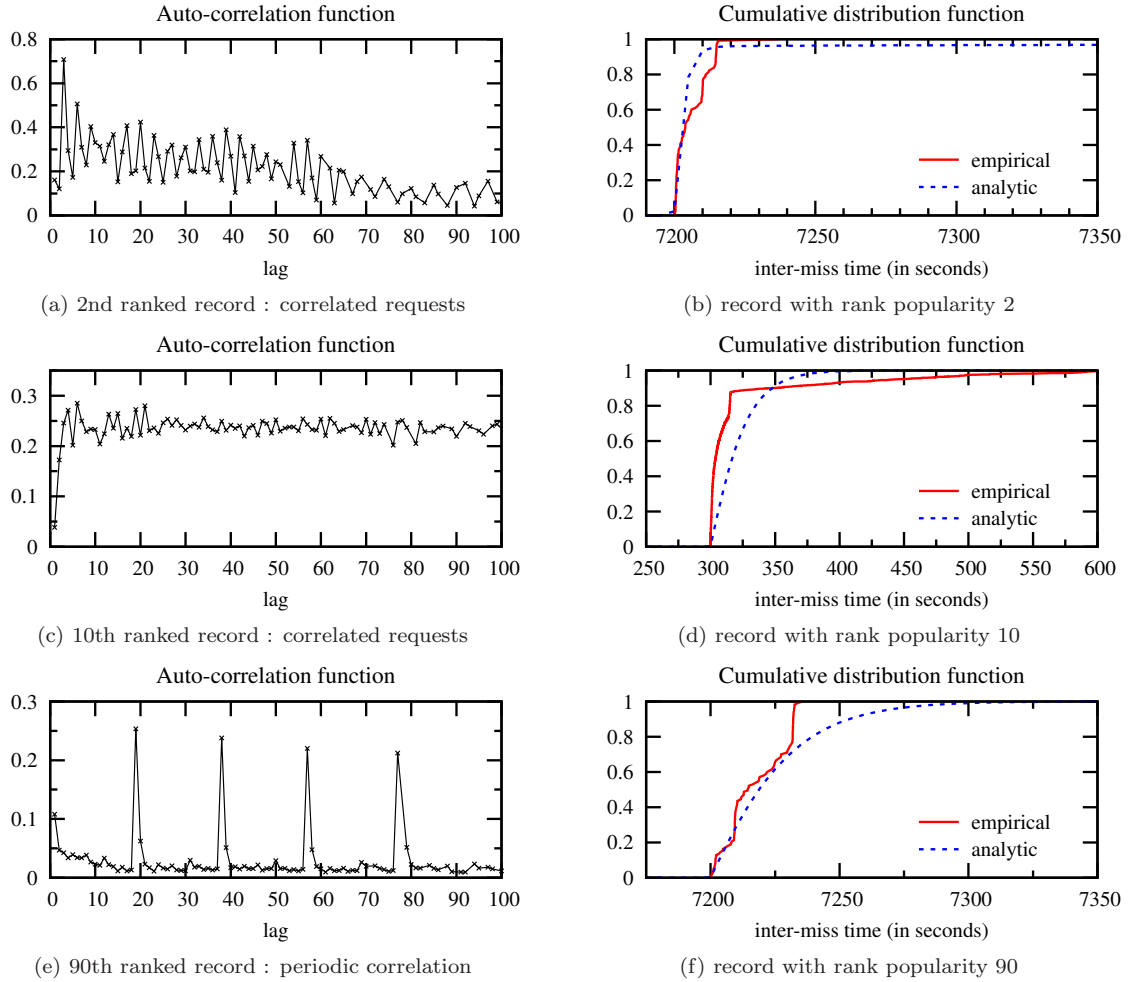 Auto-correlation function
0.8
0.6
0.4
0.2
0
0 10 20 30 40 50 60 70 80 90 100
lag
(a) 2nd ranked record : correlated requests
Cumulative distribution function
1
0.8
0.6
0.4
0.2
0
7200 7250 7300 7350
empirical
analytic
inter-miss time (in seconds)
(b) record with rank popularity 2
Auto-correlation function
0.3
0.2
0.1
0
0 10 20 30 40 50 60 70 80 90 100
lag
(c) 10th ranked record : correlated requests
Cumulative distribution function
1
0.8
0.6
0.4
0.2
0
250 300 350 400 450 500 550 600
empirical
analytic
inter-miss time (in seconds)
(d) record with rank popularity 10
Auto-correlation function
0.3
0.2
0.1
0
0 10 20 30 40 50 60 70 80 90 100
lag
(e) 90th ranked record : periodic correlation
Cumulative distribution function
1
0.8
0.6
0.4
0.2
0
7200 7250 7300 7350
empirical
analytic
inter-miss time (in seconds)
(f) record with rank popularity 90